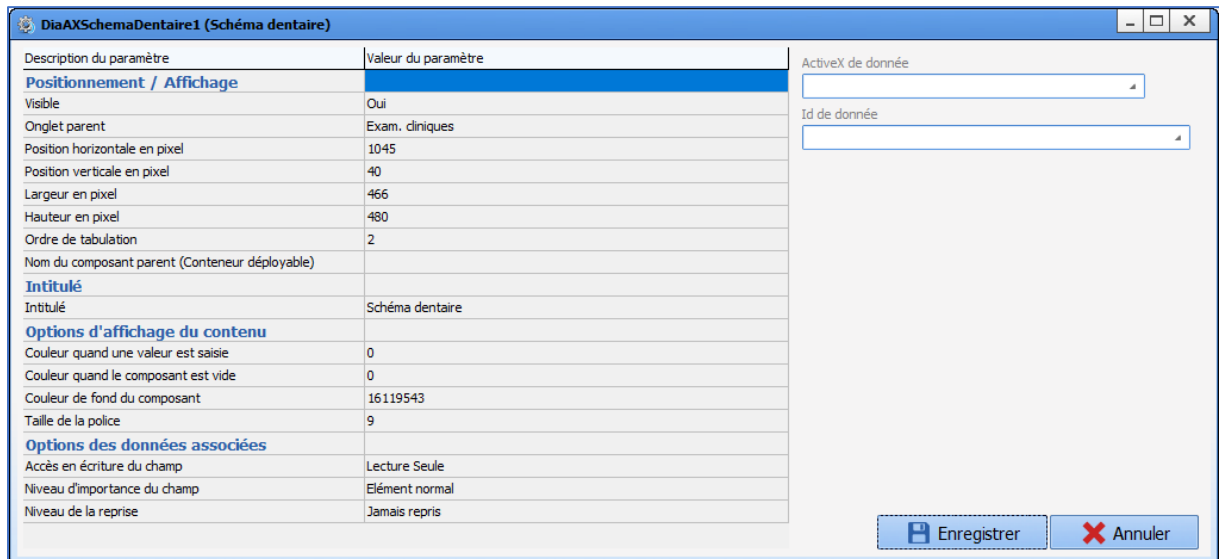 DiaAXSchemaDentaire1 (Schéma dentaire)
Description du paramètre Valeur du paramètre
Positionnement / Affichage
Visible Oui
Onglet parent Exam. cliniques
Position horizontale en pixel 1045
Position verticale en pixel 40
Largeur en pixel 466
Hauteur en pixel 480
Ordre de tabulation 2
Nom du composant parent (Conteneur déployable)
Intitulé
Intitulé Schéma dentaire
Options d'affichage du contenu
Couleur quand une valeur est saisie 0
Couleur quand le composant est vide 0
Couleur de fond du composant 16119543
Taille de la police 9
Options des données associées
Accès en écriture du champ Lecture Seule
Niveau d'importance du champ Elément normal
Niveau de la reprise Jamais repris
ActiveX de donnée
Id de donnée
Enregistrer Annuler